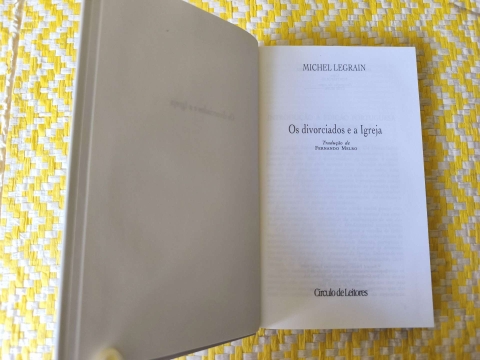 MICHEL LEGRAIN
Os divorciados e a Igreja
Tradução de
FERNANDO MELRO
Círculo de Leitores